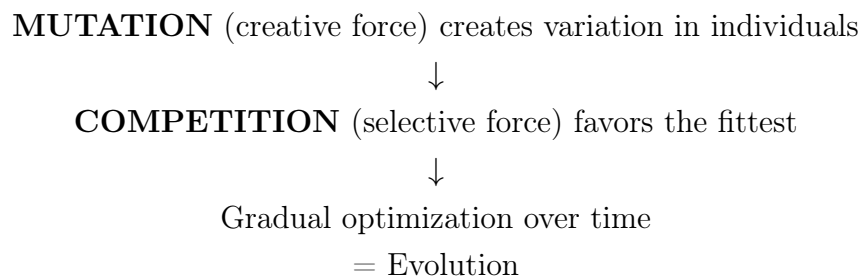 MUTATION (creative force) creates variation in individuals
↓
COMPETITION (selective force) favors the fittest
↓
Gradual optimization over time
= Evolution